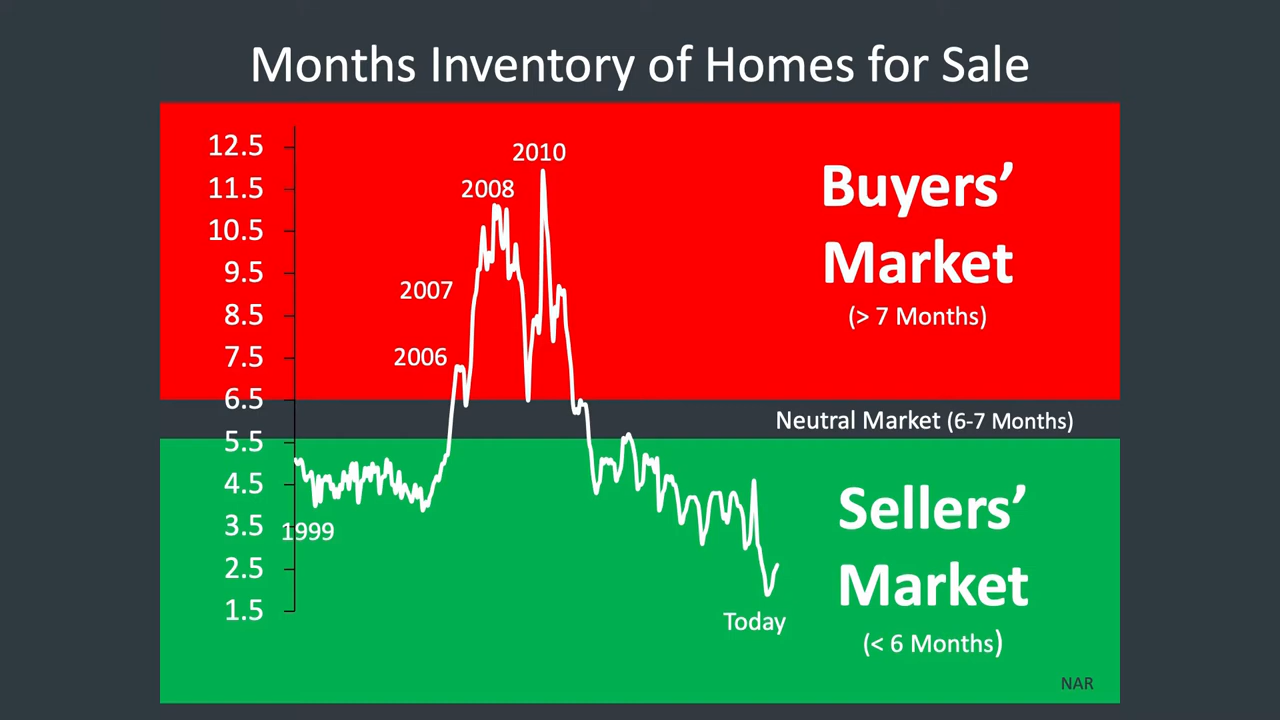 Months Inventory of Homes for Sale
12.5
11.5
10.5
9.5
8.5
7.5
6.5
5.5
4.5
3.5
2.5
1.5
2010
2008
2007
2006
1999
Today
Buyers’
Market
(> 7 Months)
Neutral Market (6-7 Months)
Sellers’
Market
(< 6 Months)
NAR